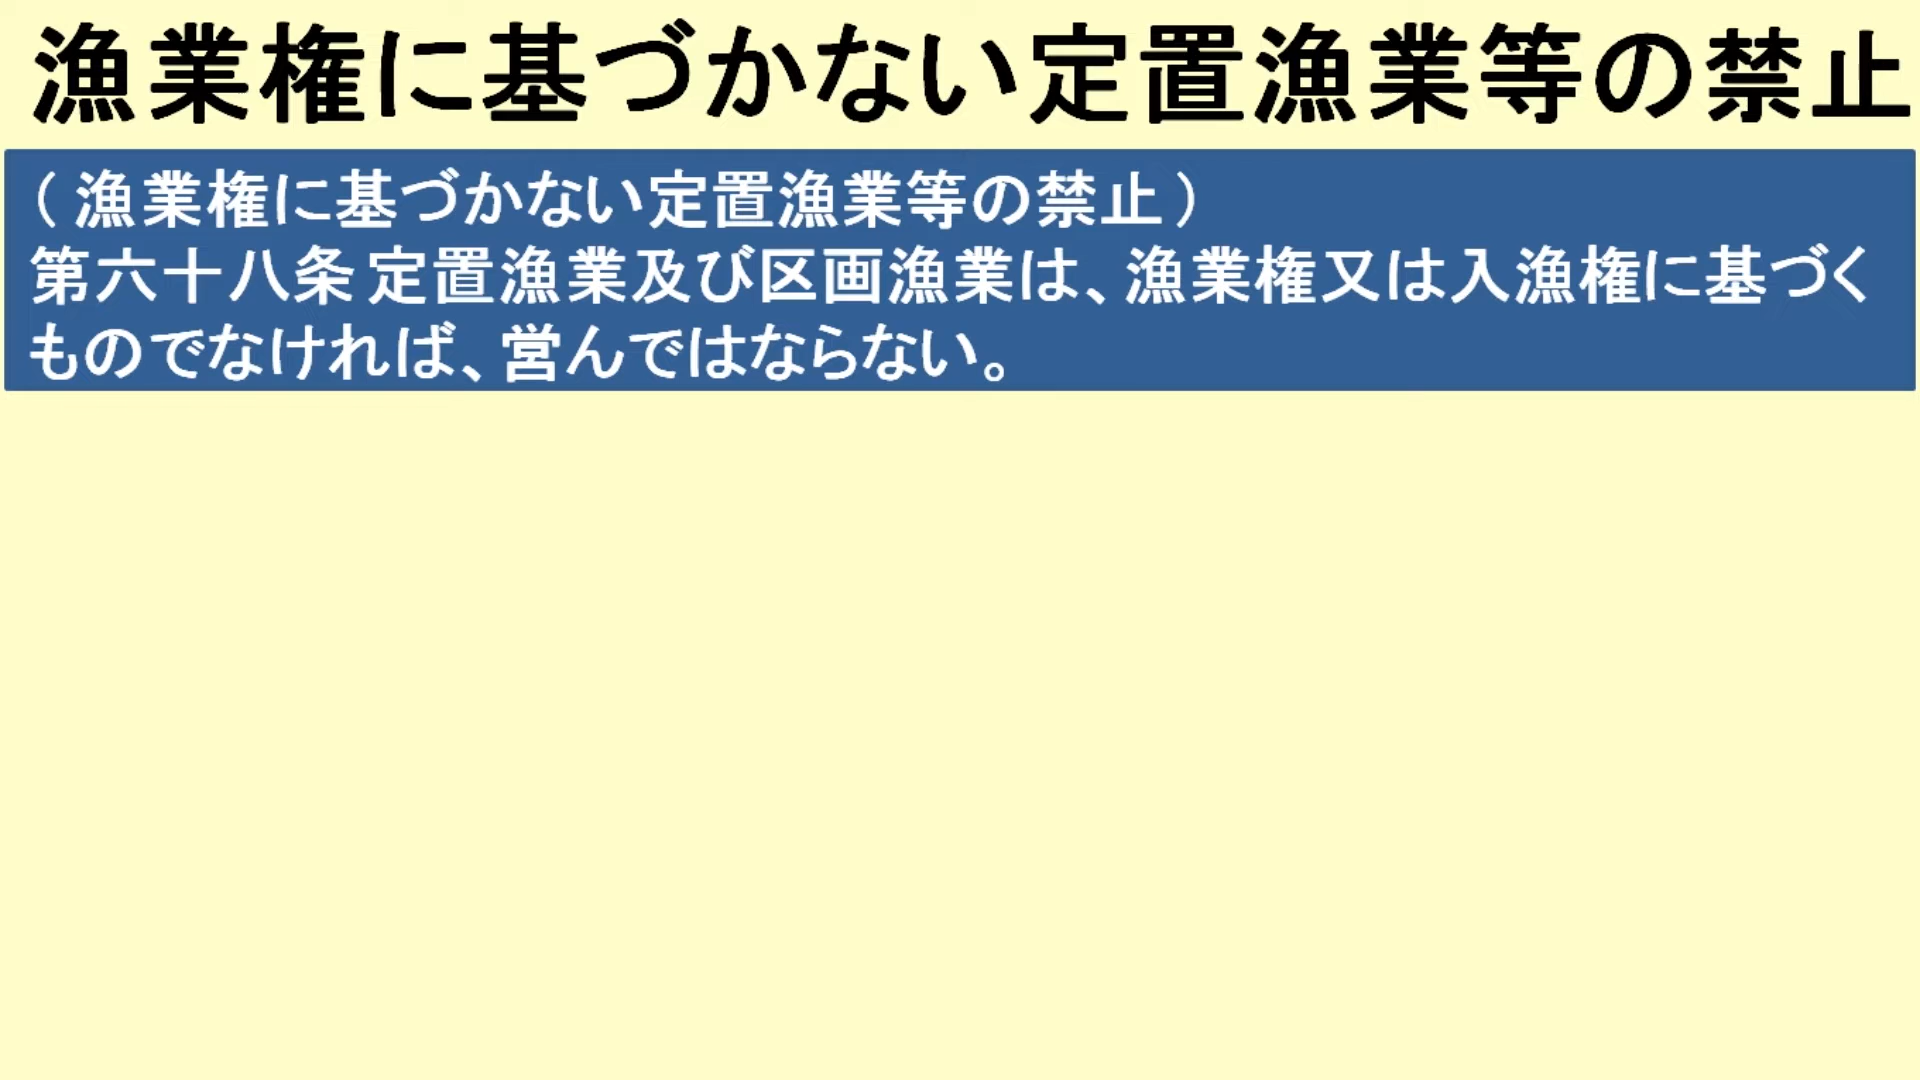 漁業権に基づかない定置漁業等の禁止
（漁業権に基づかない定置漁業等の禁止）
第六十八条 定置漁業及び区画漁業は、漁業権又は入漁権に基づく
ものでなければ、営んではならない。